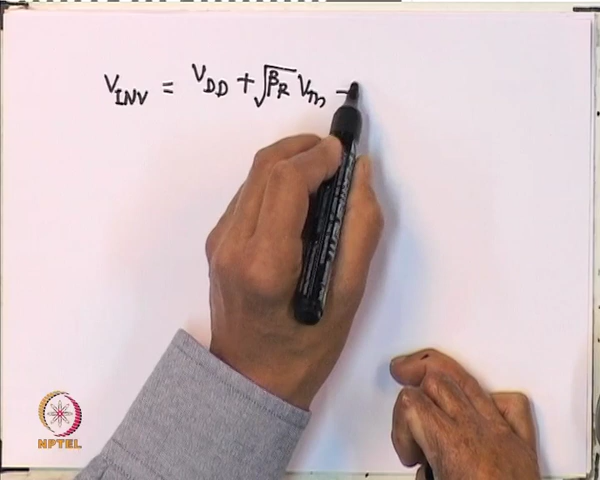 V_INV = V_DD + √β_R V_Tn -
NPTEL